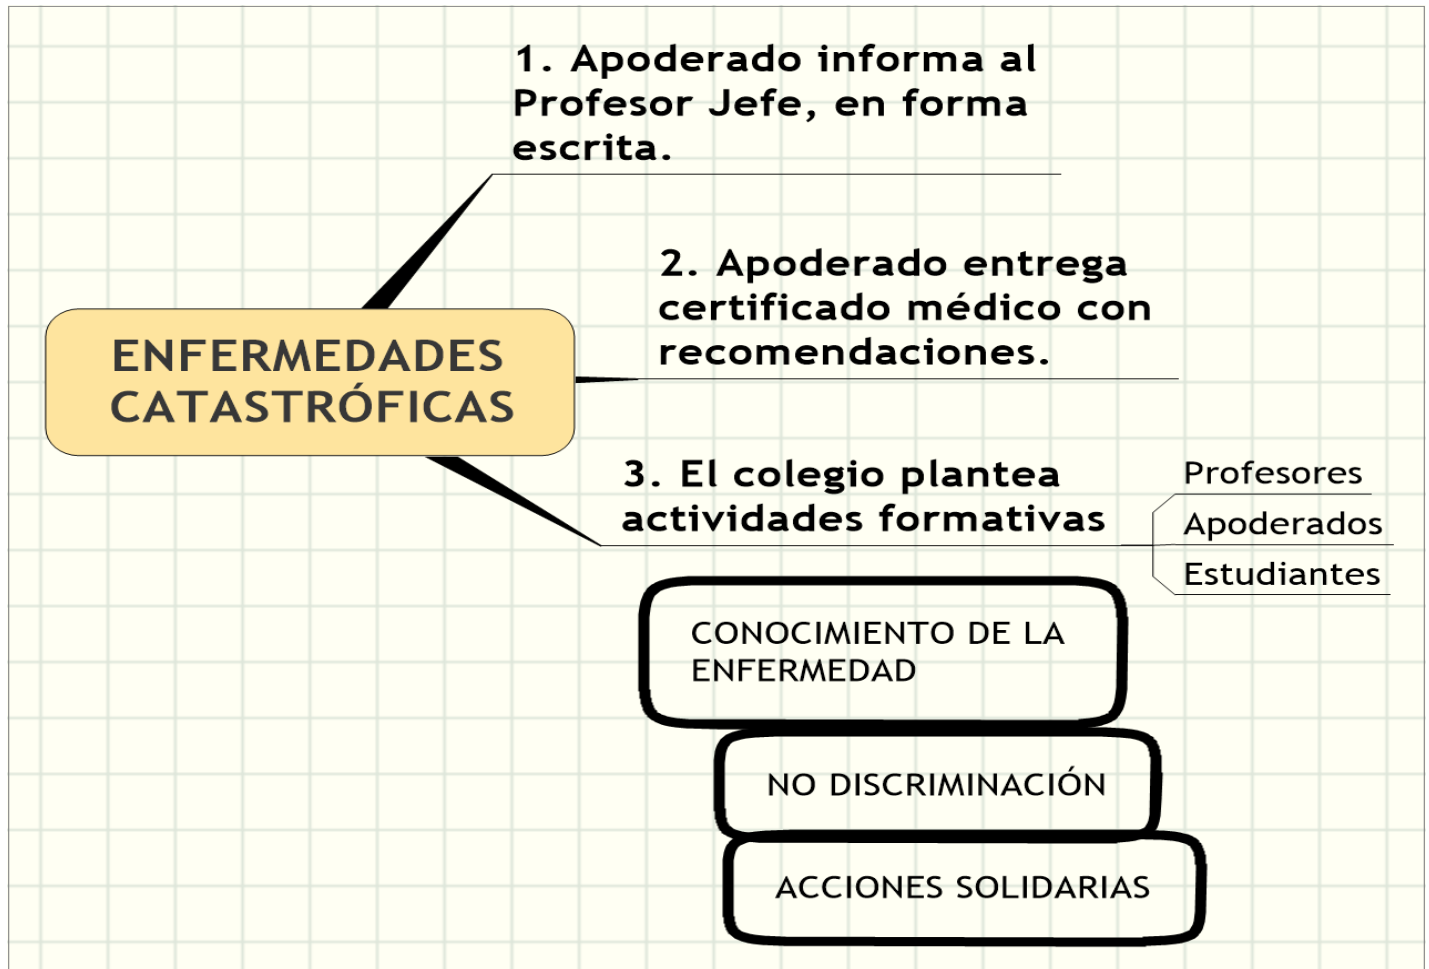 1. Apoderado informa al
Profesor Jefe, en forma
escrita.
2. Apoderado entrega
certificado médico con
recomendaciones.
ENFERMEDADES
CATASTRÓFICAS
3. El colegio plantea
actividades formativas
Profesores
Apoderados
Estudiantes
CONOCIMIENTO DE LA
ENFERMEDAD
NO DISCRIMINACIÓN
ACCIONES SOLIDARIAS